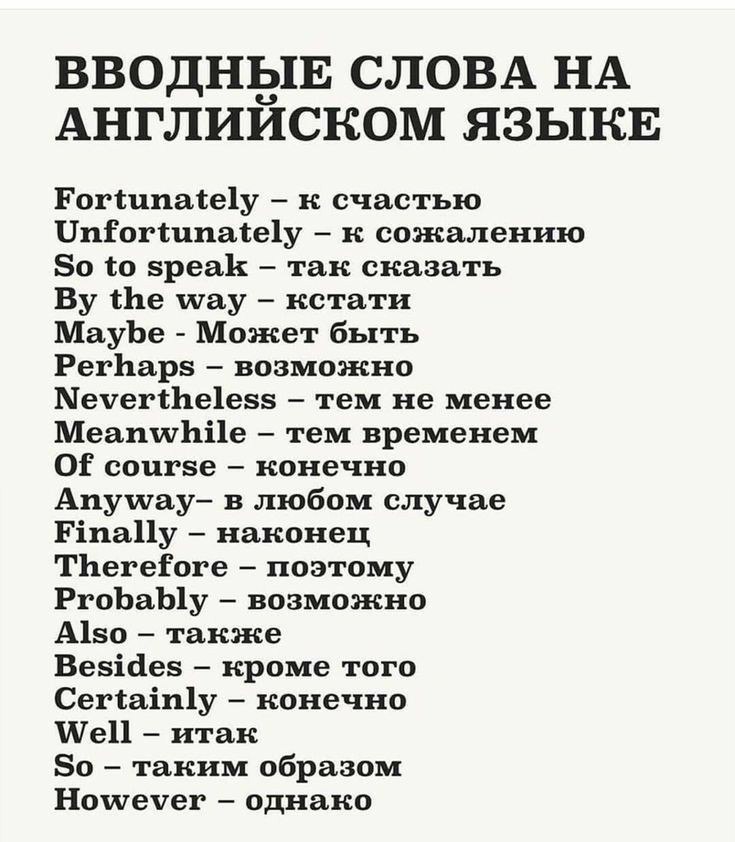 ВВОДНЫЕ СЛОВА НА
АНГЛИЙСКОМ ЯЗЫКЕ
Fortunately – к счастью
Unfortunately – к сожалению
So to speak – так сказать
By the way – кстати
Maybe - Может быть
Perhaps – возможно
Nevertheless – тем не менее
Meanwhile – тем временем
Of course – конечно
Anyway– в любом случае
Finally – наконец
Therefore – поэтому
Probably – возможно
Also – также
Besides – кроме того
Certainly – конечно
Well – итак
So – таким образом
However – однако